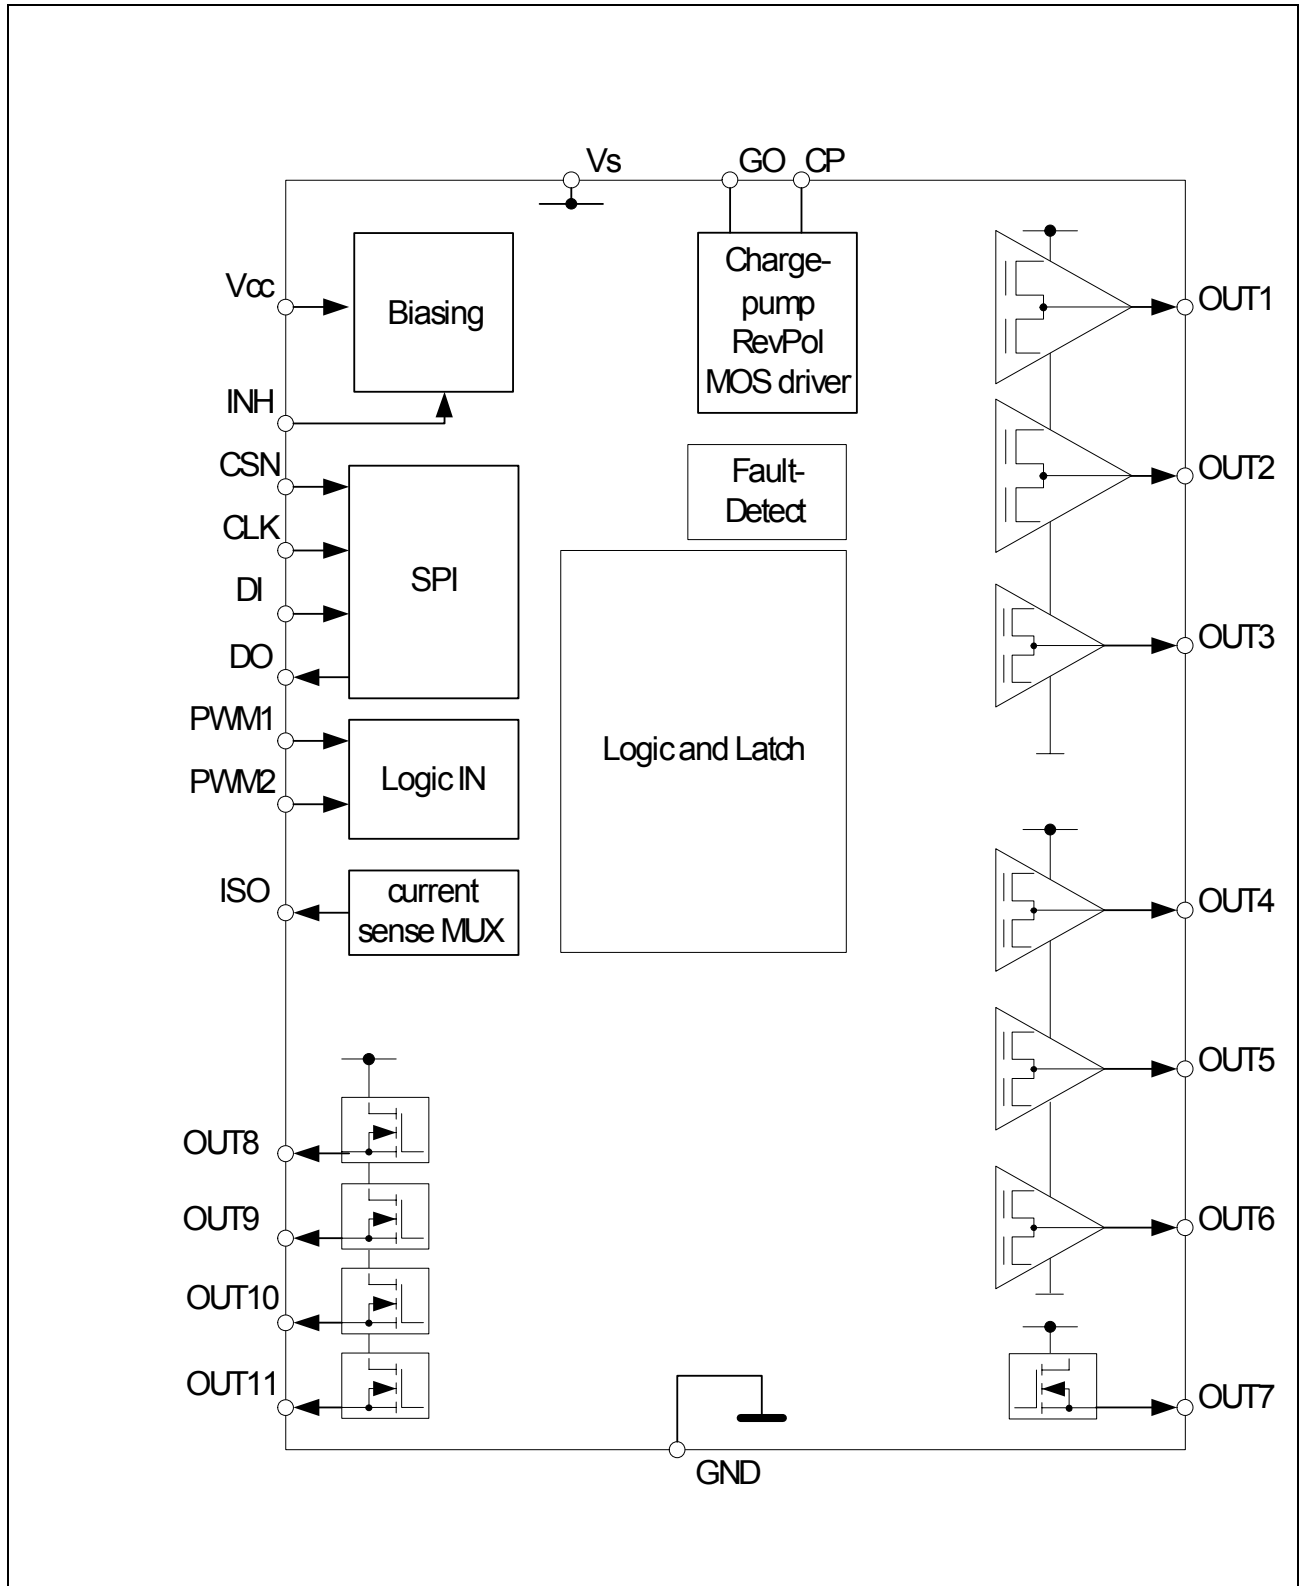 Vs
GO
CP
Vcc
Biasing
Charge-
pump
RevPol
MOS driver
OUT1
INH
CSN
CLK
DI
DO
SPI
Fault-
Detect
OUT2
OUT3
PWM1
PWM2
Logic IN
Logic and Latch
ISO
current
sense MUX
OUT4
OUT5
OUT8
OUT9
OUT6
OUT10
OUT11
OUT7
GND